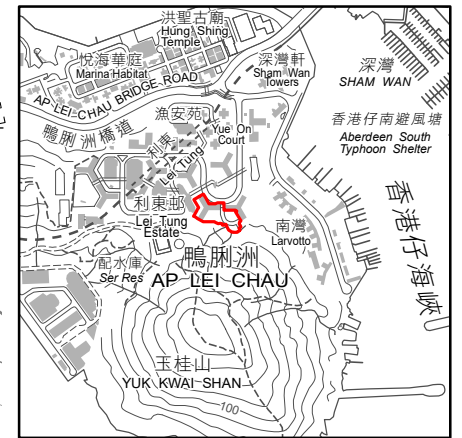 洪聖古廟
Hung Shing
Temple
悅海華庭
Marina Habitat
深灣軒
Sham Wan
Towers
深灣
SHAM WAN
AP LEI CHAU BRIDGE ROAD
鴨脷洲橋道
漁安苑
Yue On
Court
香港仔南避風塘
Aberdeen South
Typhoon Shelter
利東
Lei Tung
利東邨
Lei Tung
Estate
南灣
Larvotto
香港仔海峽
鴨脷洲
AP LEI CHAU
配水庫
Ser Res
玉桂山
YUK KWAI SHAN
100